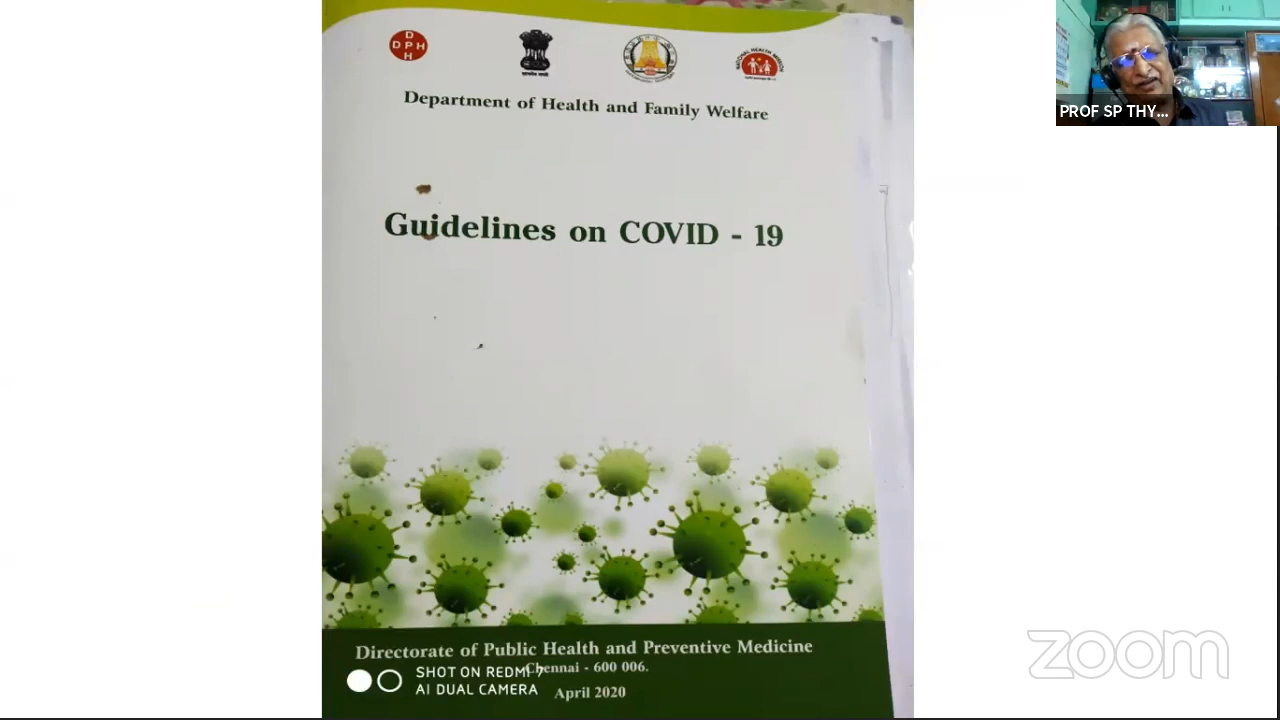 D
DPH
H
Department of Health and Family Welfare
Guidelines on COVID - 19
Directorate of Public Health and Preventive Medicine
Chennai - 600 006.
April 2020
SHOT ON REDMI 7
AI DUAL CAMERA
PROF SP THY...
zoom